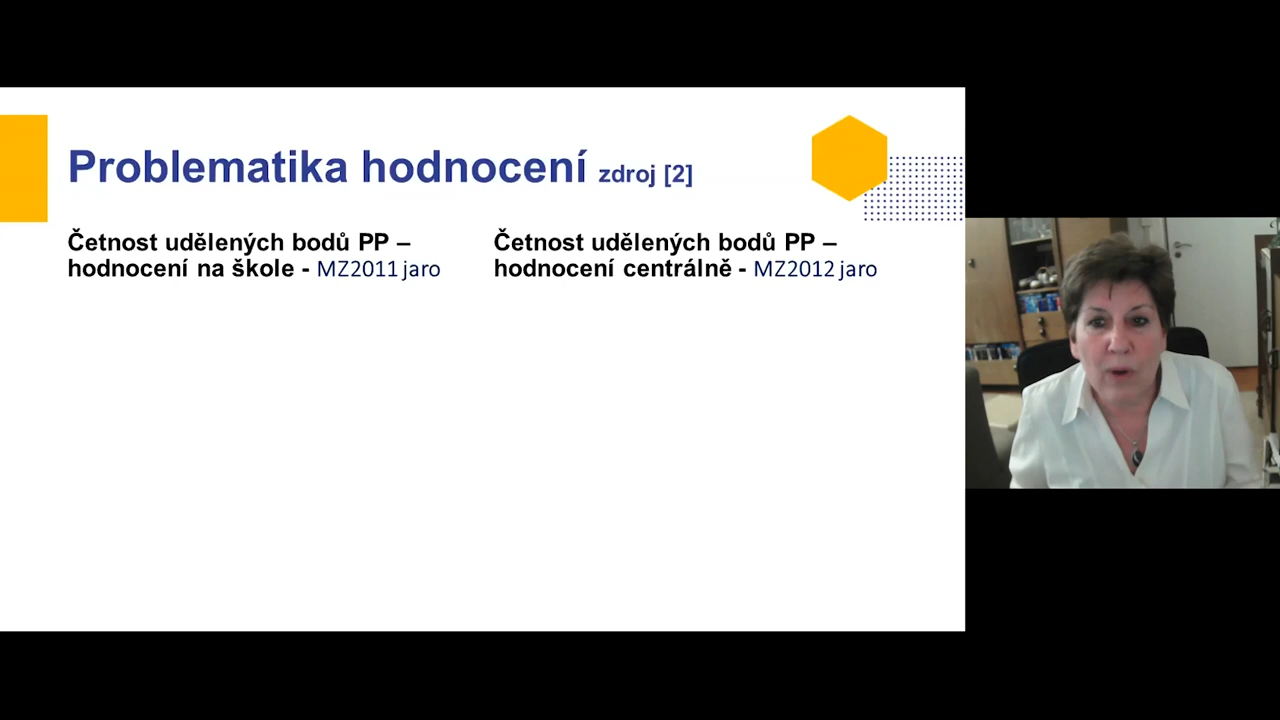 Problematika hodnocení zdroj [2]
Četnost udělených bodů PP –
hodnocení na škole - MZ2011 jaro
Četnost udělených bodů PP –
hodnocení centrálně - MZ2012 jaro